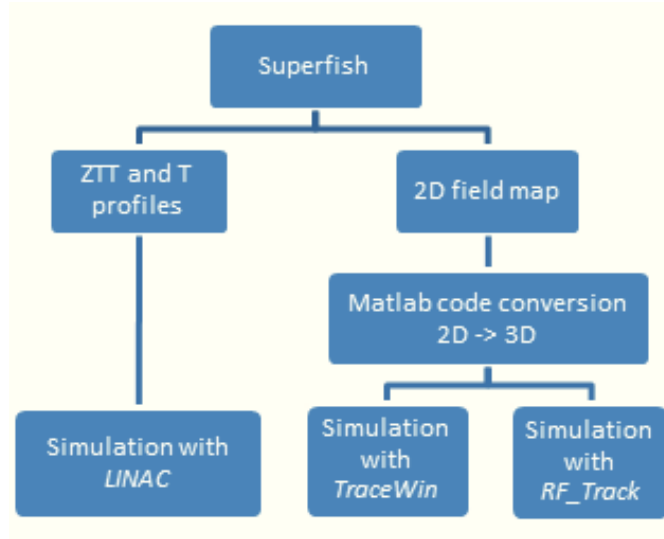 Superfish
ZTT and T
profiles
2D field map
Matlab code conversion
2D -> 3D
Simulation with
LINAC
Simulation
with
TraceWin
Simulation
with
RF_Track